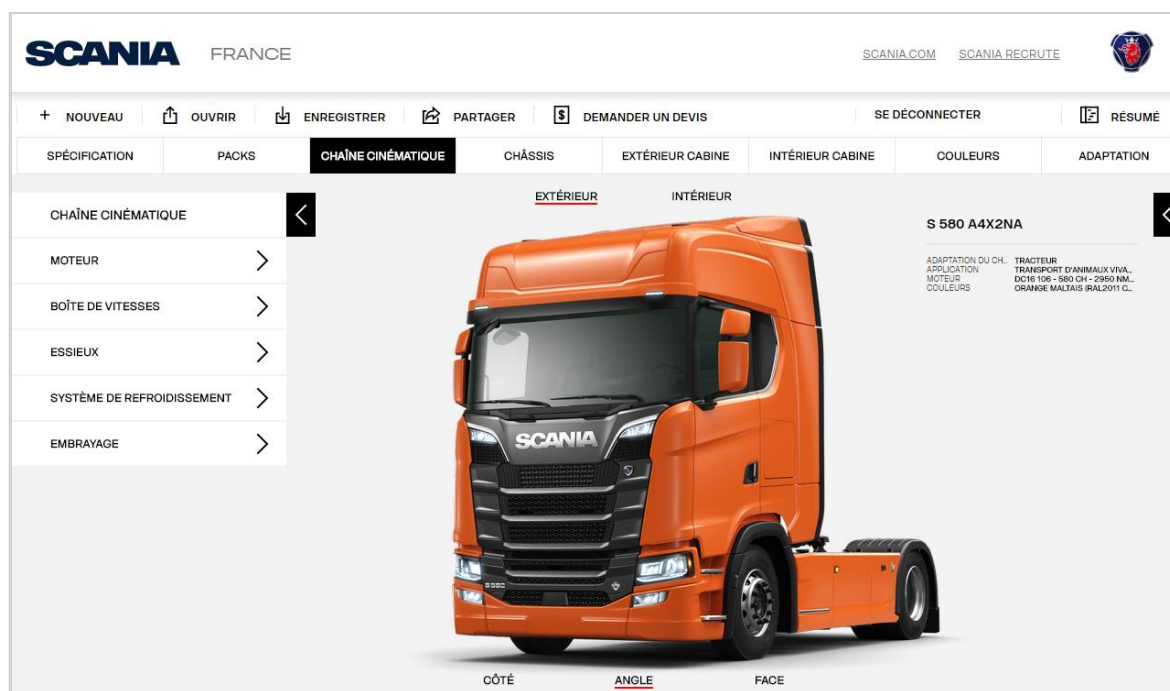 SCANIA FRANCE
SCANIA.COM SCANIA RECRUTE
+ NOUVEAU OUVRIR ENREGISTRER PARTAGER $ DEMANDER UN DEVIS SE DÉCONNECTER RÉSUMÉ
SPÉCIFICATION PACKS CHAÎNE CINÉMATIQUE CHÂSSIS EXTÉRIEUR CABINE INTÉRIEUR CABINE COULEURS ADAPTATION
CHAÎNE CINÉMATIQUE
MOTEUR
BOÎTE DE VITESSES
ESSIEUX
SYSTÈME DE REFROIDISSEMENT
EMBRAYAGE
EXTÉRIEUR INTÉRIEUR
SCANIA
S 580
CÔTÉ ANGLE FACE
S 580 A4X2NA
ADAPTATION DU CH.. TRACTEUR
APPLICATION TRANSPORT D'ANIMAUX VIVA...
MOTEUR DC16 106 - 580 CH - 2950 NM...
COULEURS ORANGE MALTAIS (RAL2011 C...